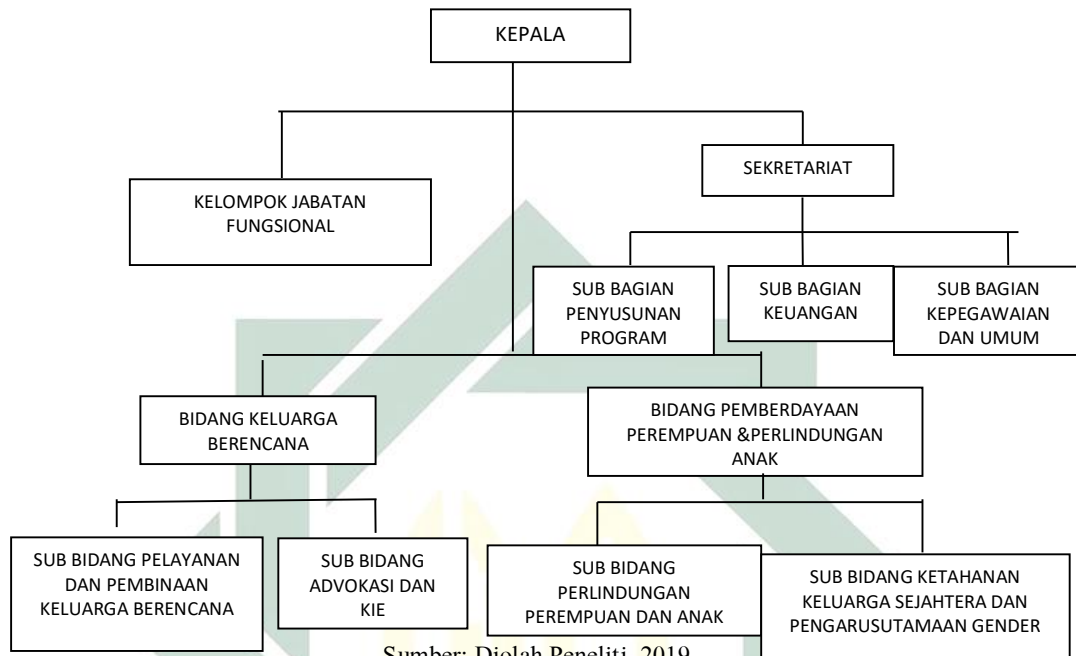 KEPALA
SEKRETARIAT
KELOMPOK JABATAN
FUNGSIONAL
SUB BAGIAN
PENYUSUNAN
PROGRAM
SUB BAGIAN
KEUANGAN
SUB BAGIAN
KEPEGAWAIAN
DAN UMUM
BIDANG KELUARGA
BERENCANA
BIDANG PEMBERDAYAAN
PEREMPUAN &PERLINDUNGAN
ANAK
SUB BIDANG PELAYANAN
DAN PEMBINAAN
KELUARGA BERENCANA
SUB BIDANG
ADVOKASI DAN
KIE
SUB BIDANG
PERLINDUNGAN
PEREMPUAN DAN ANAK
SUB BIDANG KETAHANAN
KELUARGA SEJAHTERA DAN
PENGARUSUTAMAAN GENDER
Sumber: Diolah Peneliti, 2019